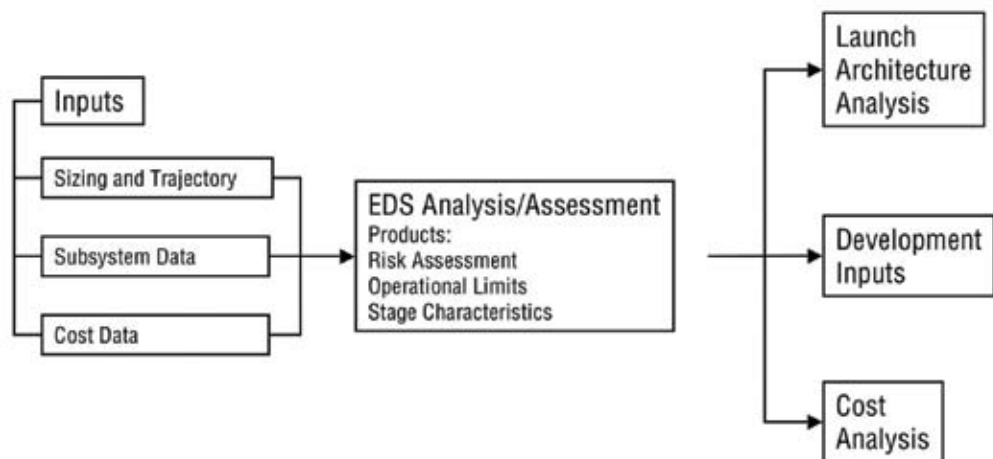 Inputs
Sizing and Trajectory
Subsystem Data
Cost Data
EDS Analysis/Assessment
Products:
Risk Assessment
Operational Limits
Stage Characteristics
Launch
Architecture
Analysis
Development
Inputs
Cost
Analysis